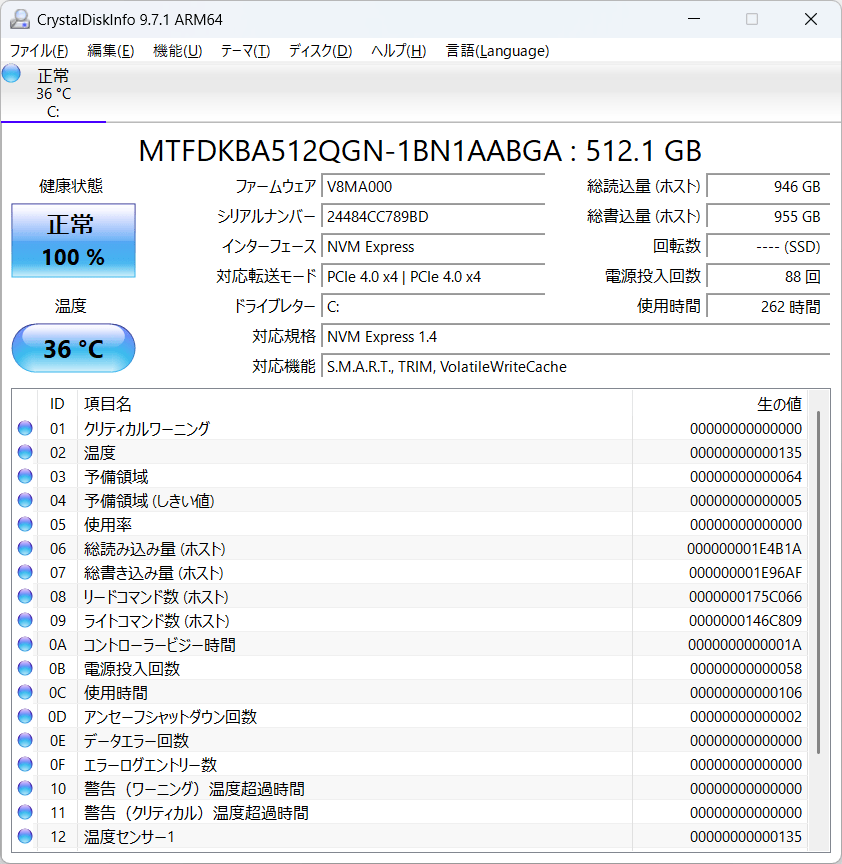 CrystalDiskInfo 9.7.1 ARM64
ファイル(F) 編集(E) 機能(U) テーマ(T) ディスク(D) ヘルプ(H) 言語(Language)
正常
36 °C
C:
MTFDKBA512QGN-1BN1AABGA : 512.1 GB
健康状態
正常
100 %
温度
36 °C
ファームウェア V8MA000 総読込量 (ホスト) 946 GB
シリアルナンバー 24484CC789BD 総書込量 (ホスト) 955 GB
インターフェース NVM Express 回転数 ---- (SSD)
対応転送モード PCIe 4.0 x4 | PCIe 4.0 x4 電源投入回数 88 回
ドライブレター C: 使用時間 262 時間
対応規格 NVM Express 1.4
対応機能 S.M.A.R.T., TRIM, VolatileWriteCache
ID 項目名 生の値
01 クリティカルワーニング 00000000000000
02 温度 00000000000135
03 予備領域 00000000000064
04 予備領域 (しきい値) 00000000000005
05 使用率 00000000000000
06 総読み込み量 (ホスト) 000000001E4B1A
07 総書き込み量 (ホスト) 000000001E96AF
08 リードコマンド数 (ホスト) 0000000175C066
09 ライトコマンド数 (ホスト) 0000000146C809
0A コントローラービジー時間 0000000000001A
0B 電源投入回数 00000000000058
0C 使用時間 00000000000106
0D アンセーフシャットダウン回数 00000000000002
0E データエラー回数 00000000000000
0F エラーログエントリー数 00000000000000
10 警告（ワーニング）温度超過時間 00000000000000
11 警告（クリティカル）温度超過時間 00000000000000
12 温度センサー1 00000000000135